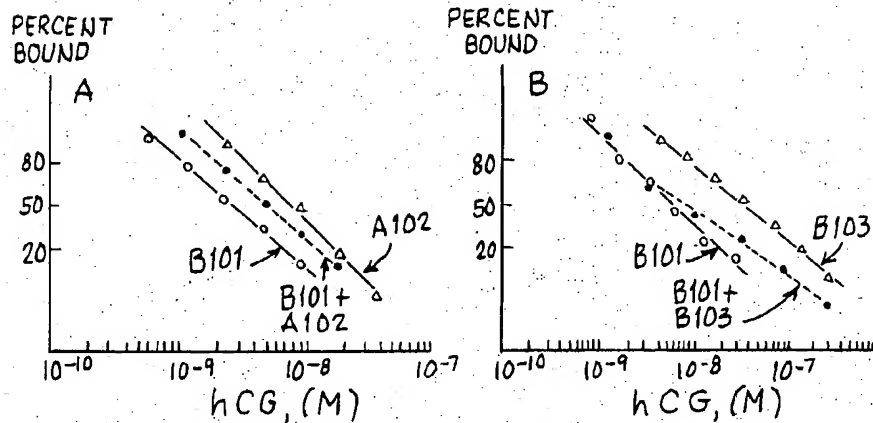 PERCENT
BOUND
A
80
50
20
B101
B101 +
A102
A102
10-10
10-9
10-8
10-7
hCG, (M)
PERCENT
BOUND
B
80
50
20
B101
B101 +
B103
B103
10-10
10-9
10-8
10-7
hCG, (M)